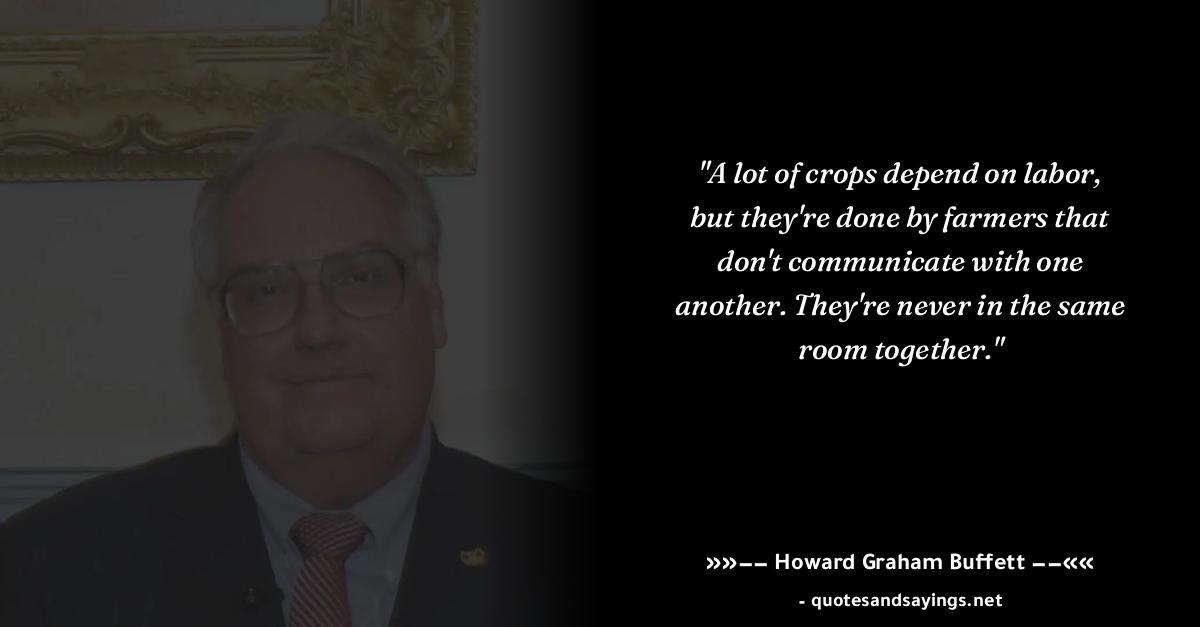 "A lot of crops depend on labor,
but they're done by farmers that
don't communicate with one
another. They're never in the same
room together."
»»−− Howard Graham Buffett −−««
- quotesandsayings.net